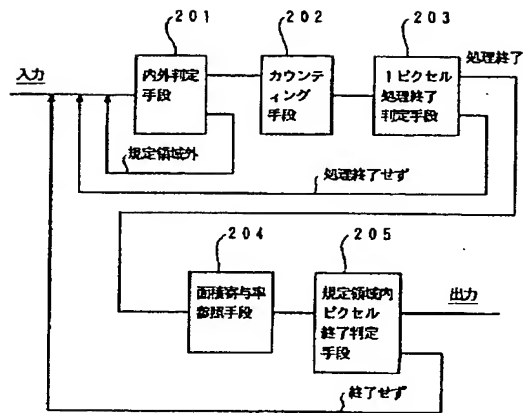 201
202
203
入力
内外判定
手段
カウンテ
ィング
手段
1ピクセル
処理終了
判定手段
処理終了
規定領域外
処理終了せず
204
205
面積寄与率
参照手段
規定領域内
ピクセル
終了判定
手段
出力
終了せず